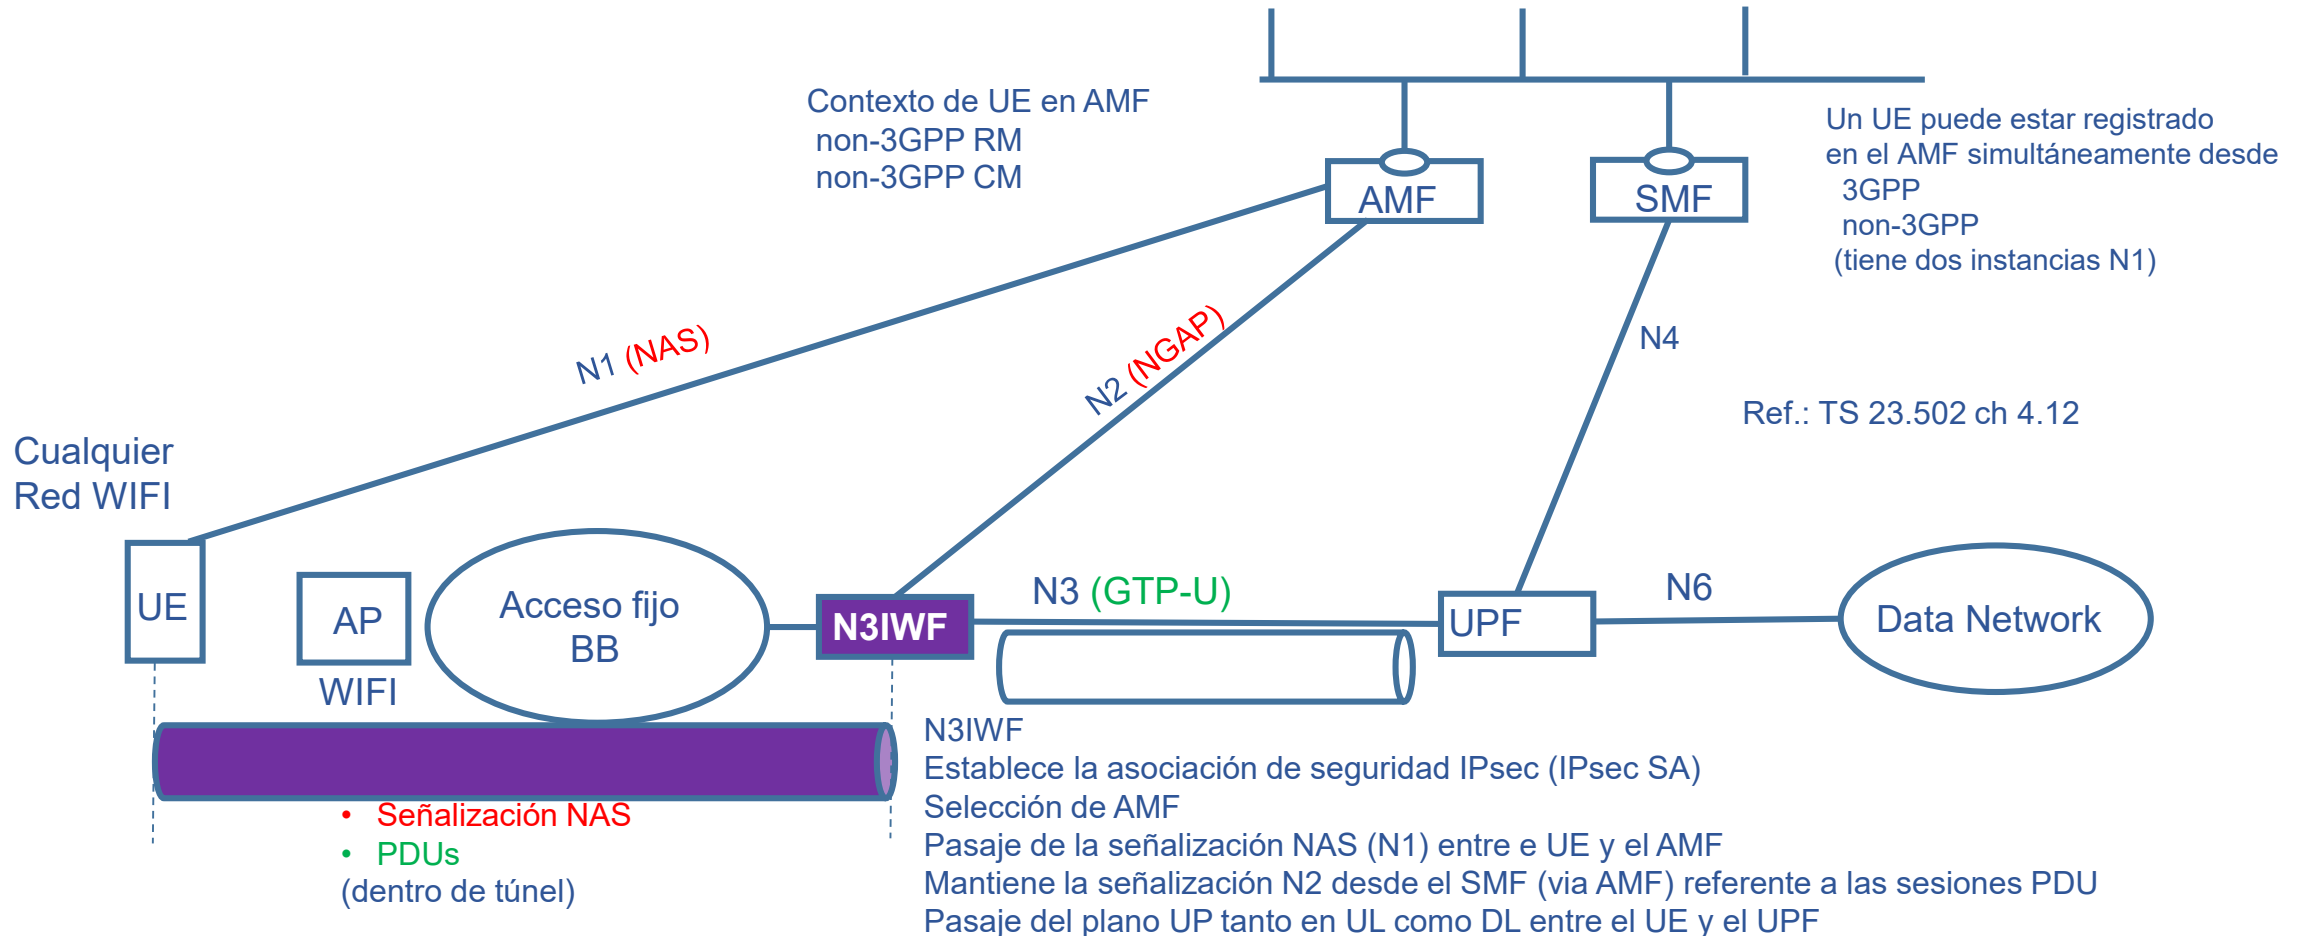 Contexto de UE en AMF
non-3GPP RM
non-3GPP CM
Un UE puede estar registrado
en el AMF simultáneamente desde
3GPP
non-3GPP
(tiene dos instancias N1)
AMF
SMF
N1 (NAS)
N2 (NGAP)
N4
Ref.: TS 23.502 ch 4.12
Cualquier
Red WIFI
UE
AP
WIFI
Acceso fijo
BB
N3IWF
N3 (GTP-U)
UPF
N6
Data Network
• Señalización NAS
• PDUs
(dentro de túnel)
N3IWF
Establece la asociación de seguridad IPsec (IPsec SA)
Selección de AMF
Pasaje de la señalización NAS (N1) entre e UE y el AMF
Mantiene la señalización N2 desde el SMF (via AMF) referente a las sesiones PDU
Pasaje del plano UP tanto en UL como DL entre el UE y el UPF